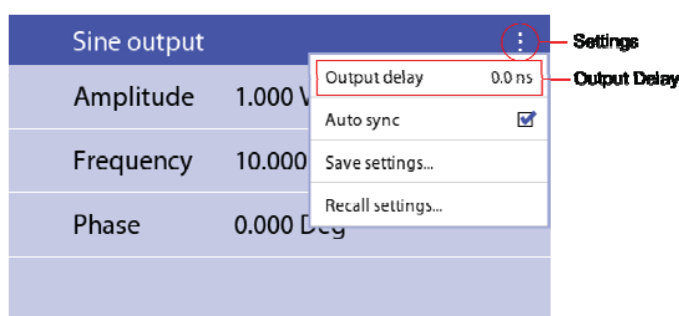 Sine output
Settings
Output delay 0.0 ns
Output Delay
Amplitude 1.000
Auto sync
Frequency 10.000
Save settings...
Recall settings...
Phase 0.000 Deg